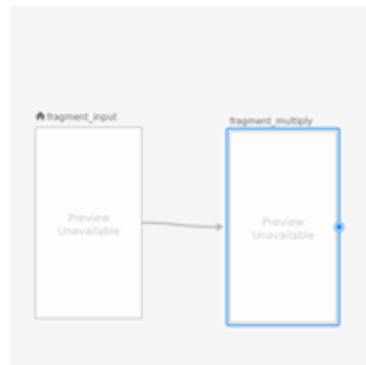 fragment_input
fragment_multiply
Preview
Unavailable
Preview
Unavailable